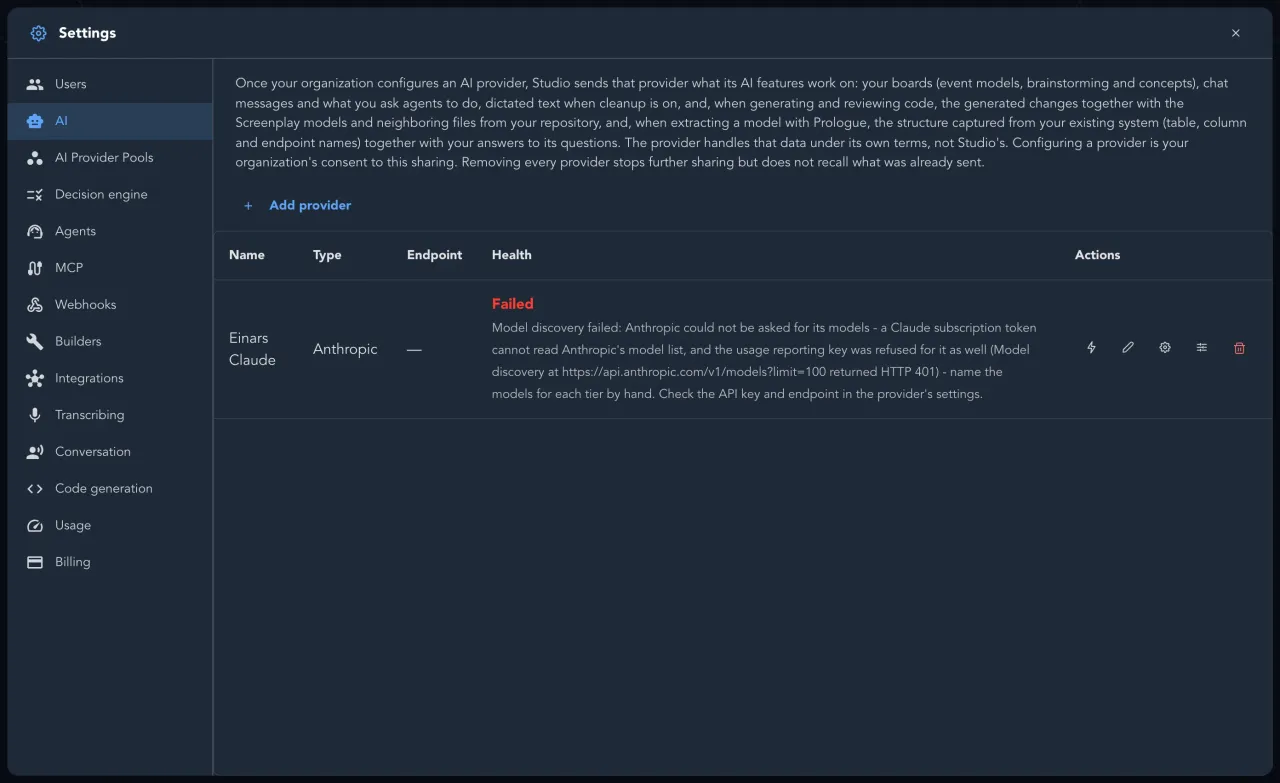 Settings
Users
AI
AI Provider Pools
Decision engine
Agents
MCP
Webhooks
Builders
Integrations
Transcribing
Conversation
Code generation
Usage
Billing
Once your organization configures an AI provider, Studio sends that provider what its AI features work on: your boards (event models, brainstorming and concepts), chat
messages and what you ask agents to do, dictated text when cleanup is on, and, when generating and reviewing code, the generated changes together with the
Screenplay models and neighboring files from your repository, and, when extracting a model with Prologue, the structure captured from your existing system (table, column
and endpoint names) together with your answers to its questions. The provider handles that data under its own terms, not Studio's. Configuring a provider is your
organization's consent to this sharing. Removing every provider stops further sharing but does not recall what was already sent.
+ Add provider
Name Type Endpoint Health Actions
Einars
Claude
Anthropic
—
Failed
Model discovery failed: Anthropic could not be asked for its models - a Claude subscription token
cannot read Anthropic's model list, and the usage reporting key was refused for it as well (Model
discovery at https://api.anthropic.com/v1/models?limit=100 returned HTTP 401) - name the
models for each tier by hand. Check the API key and endpoint in the provider's settings.